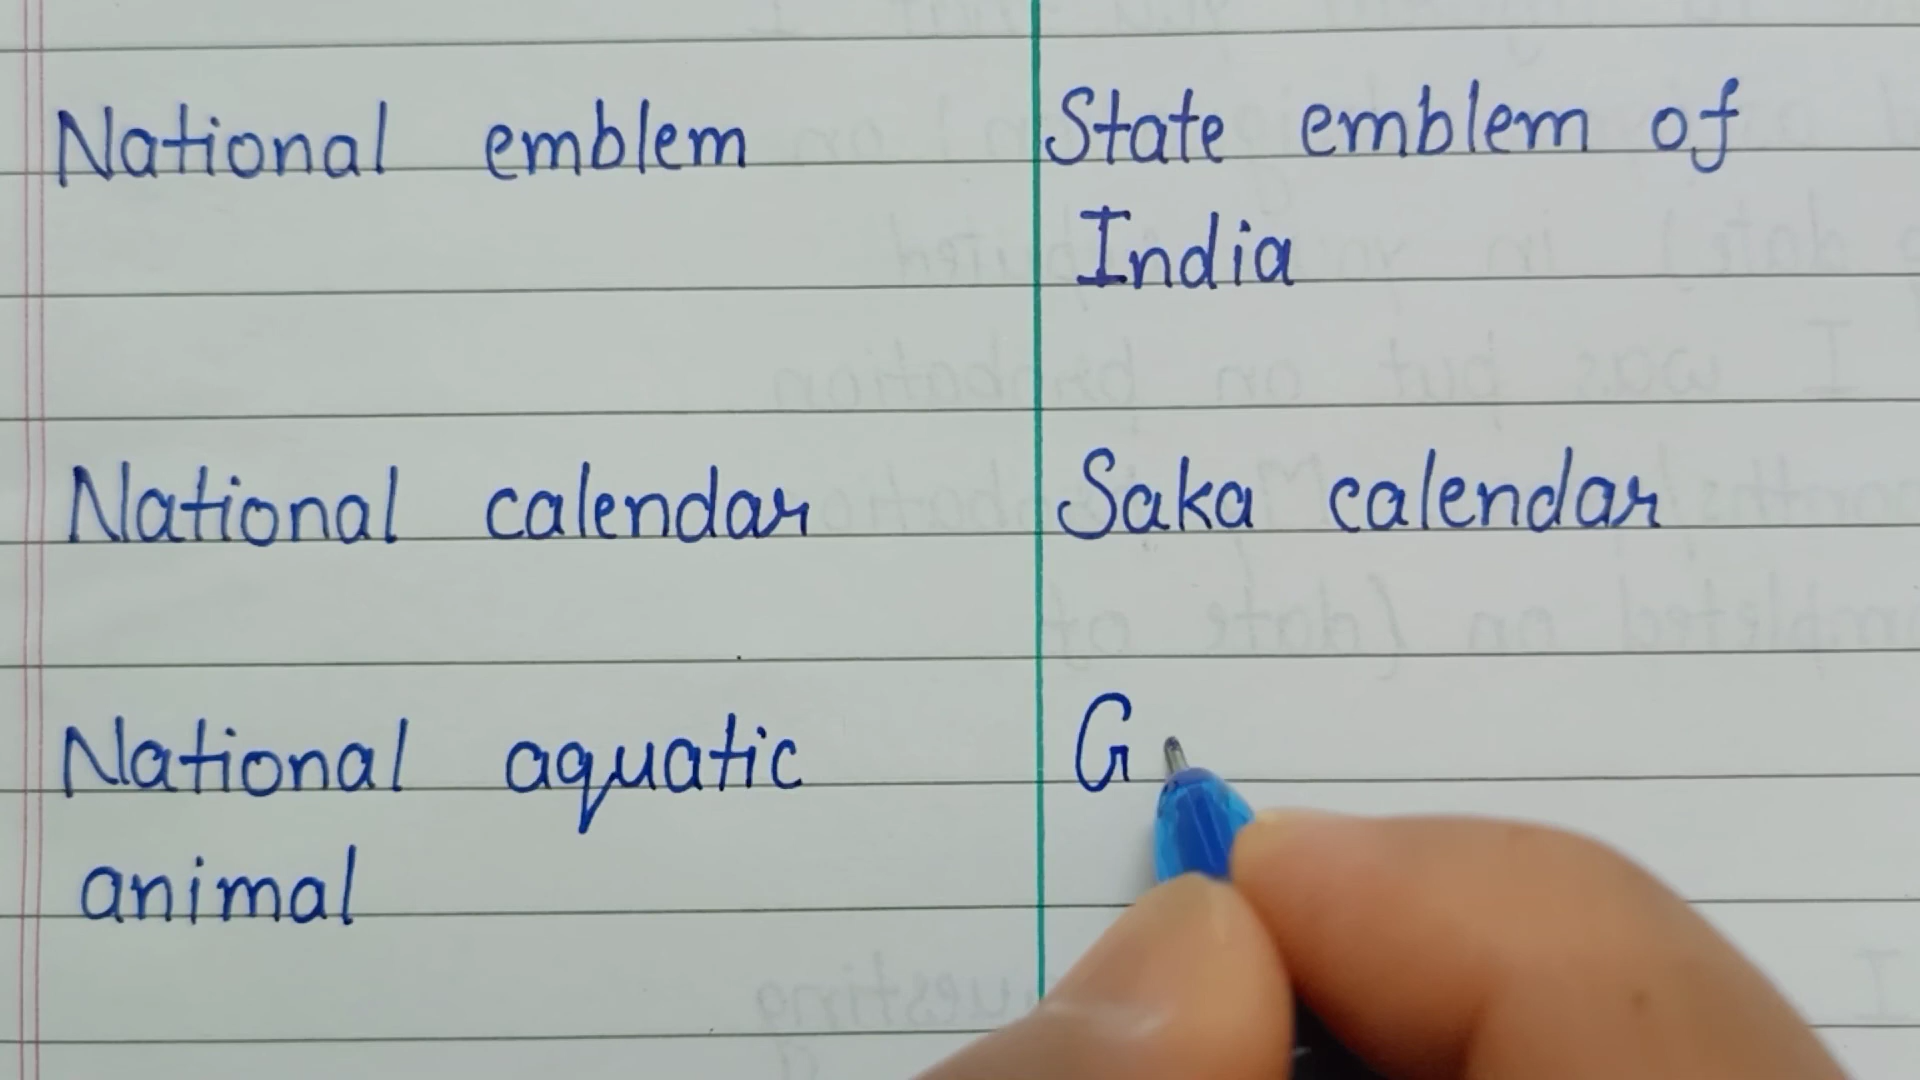 National emblem State emblem of
India
National calendar Saka calendar
National aquatic G
animal